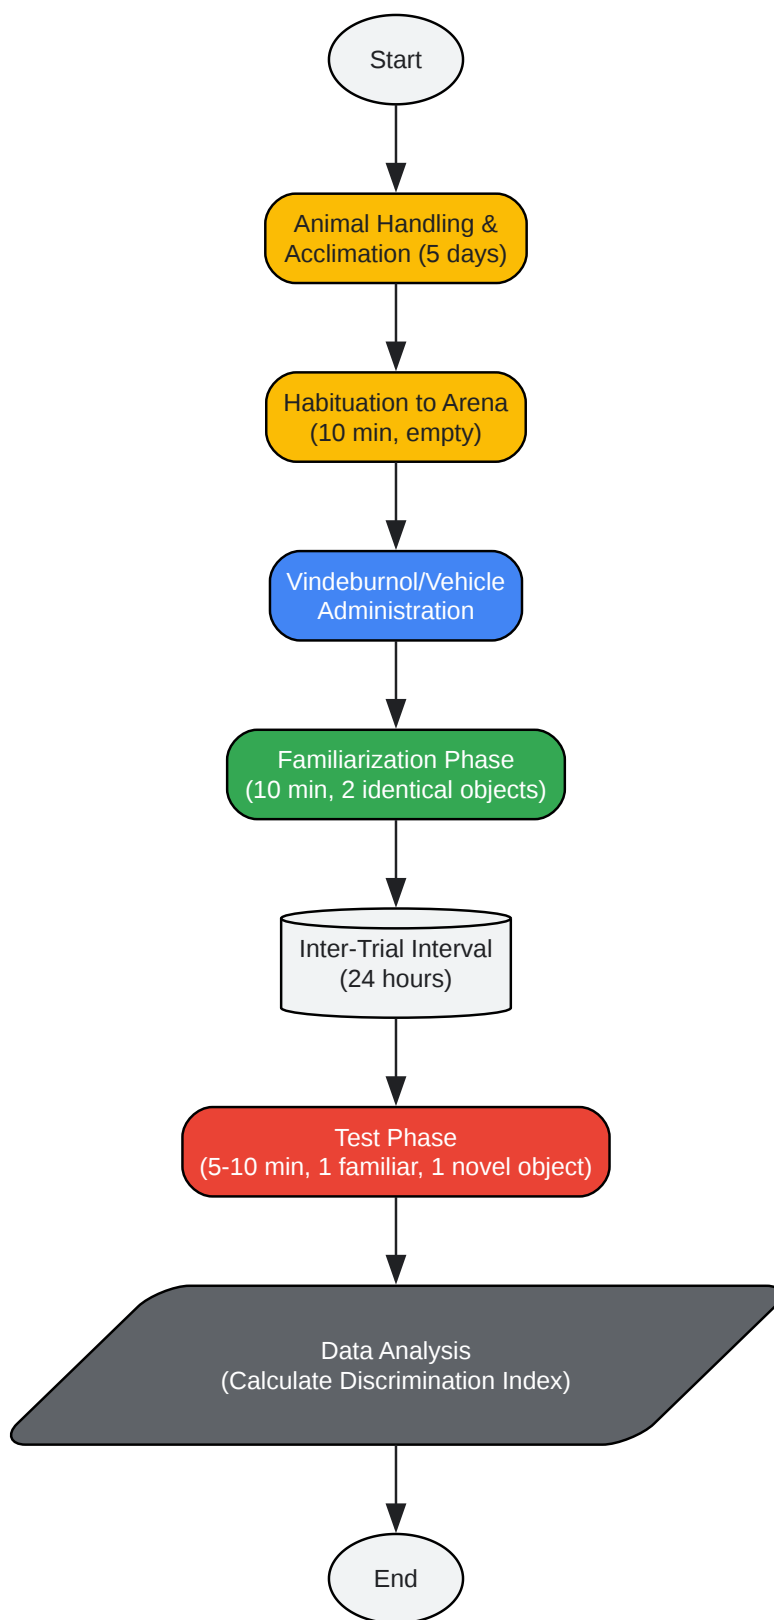 Start
Animal Handling &
Acclimation (5 days)
Habituation to Arena
(10 min, empty)
Vindeburnol/Vehicle
Administration
Familiarization Phase
(10 min, 2 identical objects)
Inter-Trial Interval
(24 hours)
Test Phase
(5-10 min, 1 familiar, 1 novel object)
Data Analysis
(Calculate Discrimination Index)
End